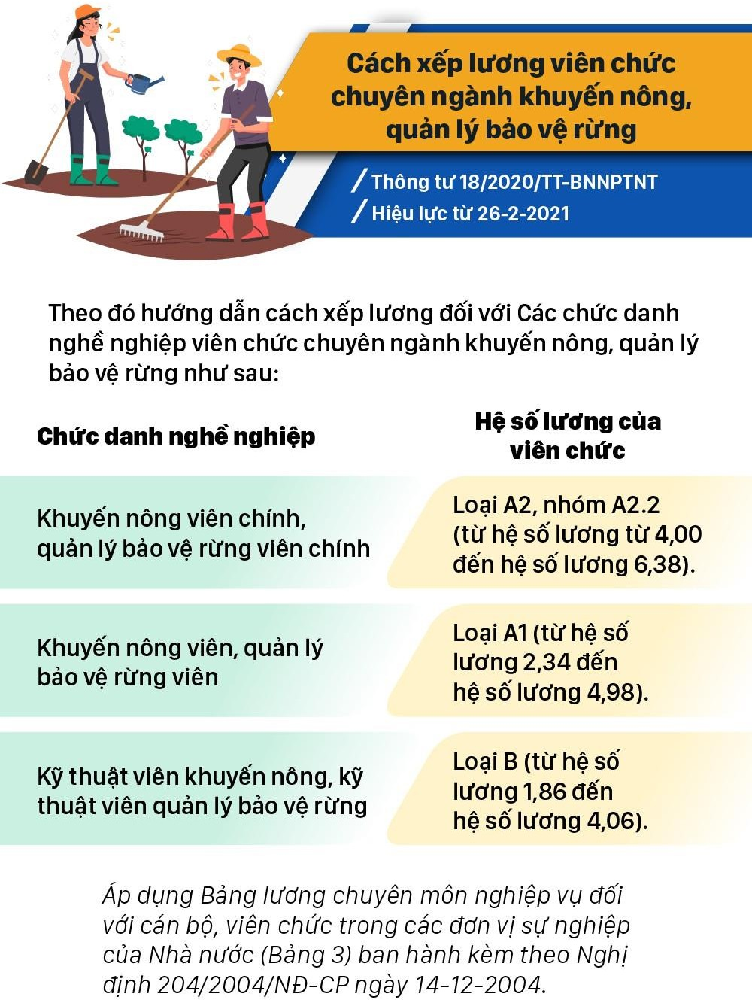 Cách xếp lương viên chức
chuyên ngành khuyến nông,
quản lý bảo vệ rừng
Thông tư 18/2020/TT-BNNPTNT
Hiệu lực từ 26-2-2021
Theo đó hướng dẫn cách xếp lương đối với Các chức danh
nghề nghiệp viên chức chuyên ngành khuyến nông, quản lý
bảo vệ rừng như sau:
Chức danh nghề nghiệp
Hệ số lương của
viên chức
Khuyến nông viên chính,
quản lý bảo vệ rừng viên chính
Loại A2, nhóm A2.2
(từ hệ số lương từ 4,00
đến hệ số lương 6,38).
Khuyến nông viên, quản lý
bảo vệ rừng viên
Loại A1 (từ hệ số
lương 2,34 đến
hệ số lương 4,98).
Kỹ thuật viên khuyến nông, kỹ
thuật viên quản lý bảo vệ rừng
Loại B (từ hệ số
lương 1,86 đến
hệ số lương 4,06).
Áp dụng Bảng lương chuyên môn nghiệp vụ đối
với cán bộ, viên chức trong các đơn vị sự nghiệp
của Nhà nước (Bảng 3) ban hành kèm theo Nghị
định 204/2004/NĐ-CP ngày 14-12-2004.